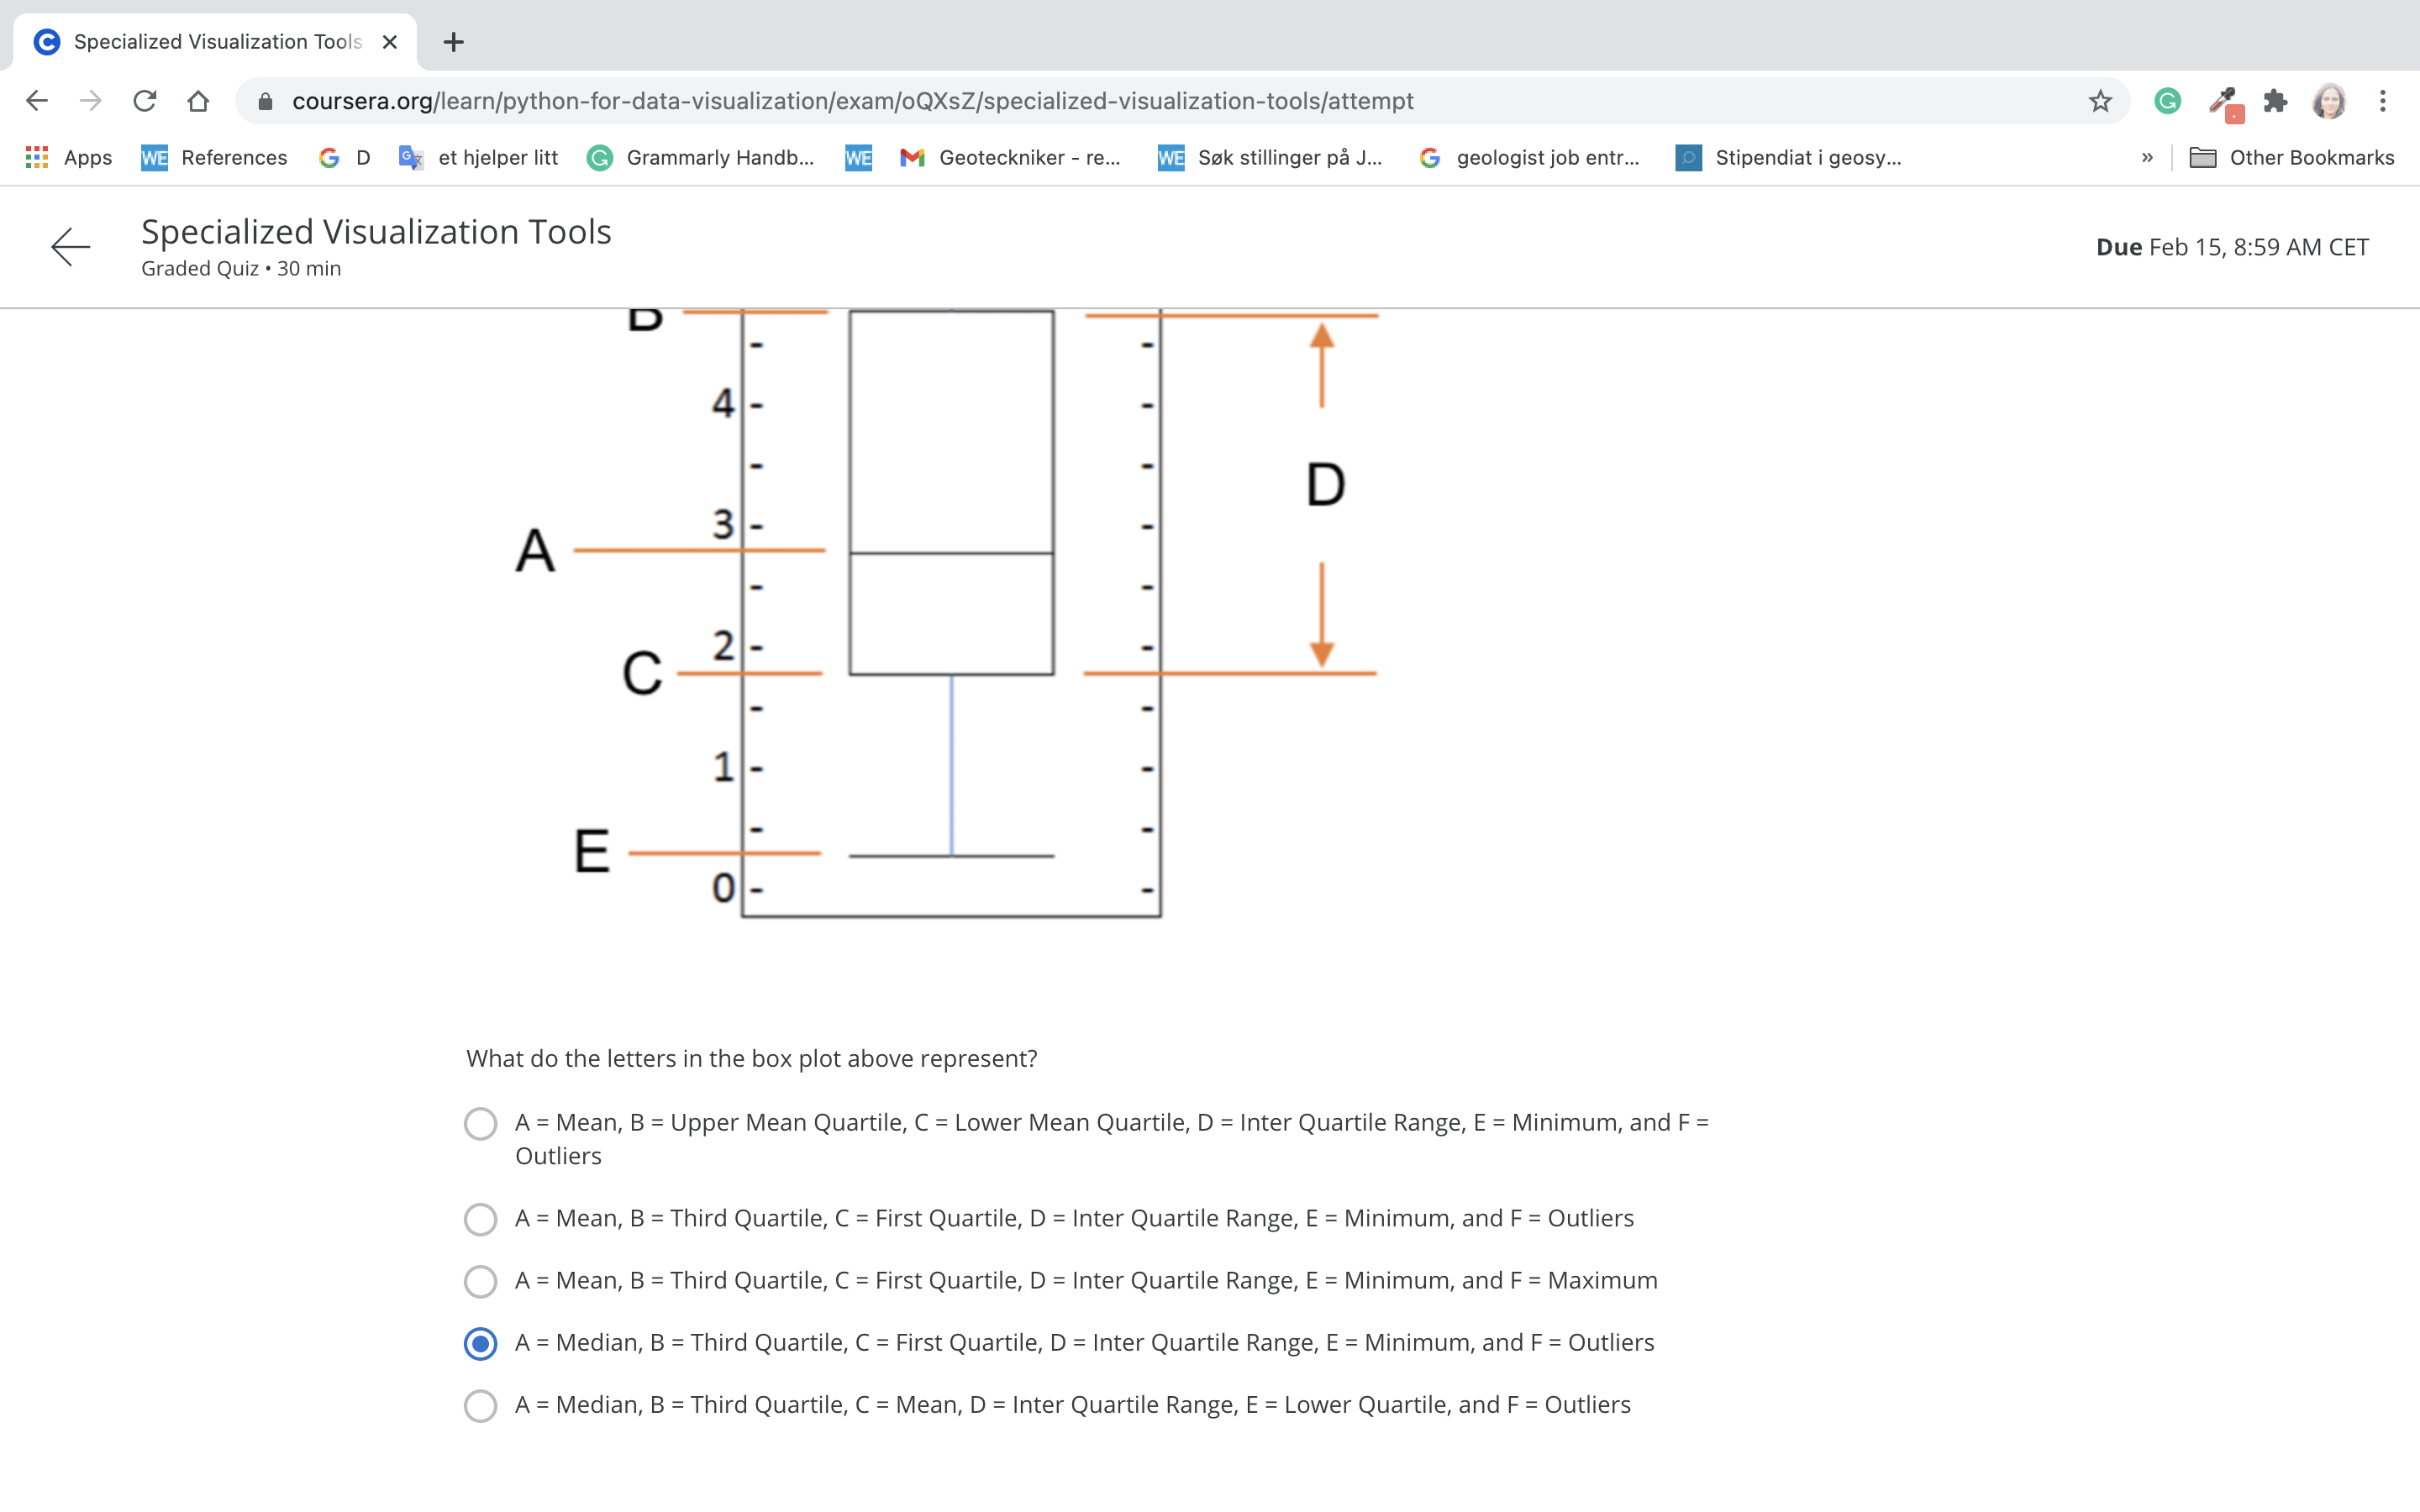 Specialized Visualization Tools
coursera.org/learn/python-for-data-visualization/exam/oQXsZ/specialized-visualization-tools/attempt
Apps WE References G D et hjelper litt Grammarly Handb... WE Geoteckniker - re... WE Søk stillinger på J... geologist job entr... Stipendiat i geosy... » Other Bookmarks
Specialized Visualization Tools
Graded Quiz • 30 min
Due Feb 15, 8:59 AM CET
B
4
D
3
A
2
C
1
E
0
What do the letters in the box plot above represent?
A = Mean, B = Upper Mean Quartile, C = Lower Mean Quartile, D = Inter Quartile Range, E = Minimum, and F =
Outliers
A = Mean, B = Third Quartile, C = First Quartile, D = Inter Quartile Range, E = Minimum, and F = Outliers
A = Mean, B = Third Quartile, C = First Quartile, D = Inter Quartile Range, E = Minimum, and F = Maximum
A = Median, B = Third Quartile, C = First Quartile, D = Inter Quartile Range, E = Minimum, and F = Outliers
A = Median, B = Third Quartile, C = Mean, D = Inter Quartile Range, E = Lower Quartile, and F = Outliers